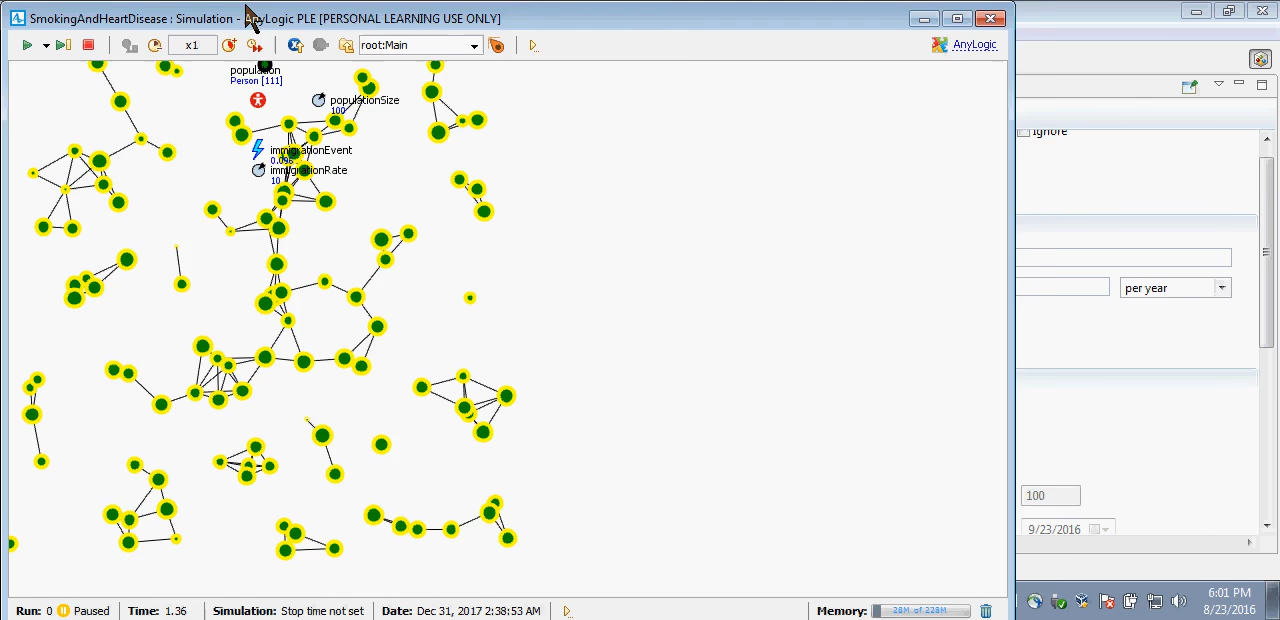 SmokingAndHeartDisease : Simulation - AnyLogic PLE [PERSONAL LEARNING USE ONLY]
x1
root:Main
AnyLogic
population
Person [111]
populationSize
100
immigrationEvent
immigrationRate
10
Ignore
per year
100
9/23/2016
Run: 0 Paused Time: 1.36 Simulation: Stop time not set Date: Dec 31, 2017 2:38:53 AM Memory: 28M of 228M
6:01 PM
8/23/2016